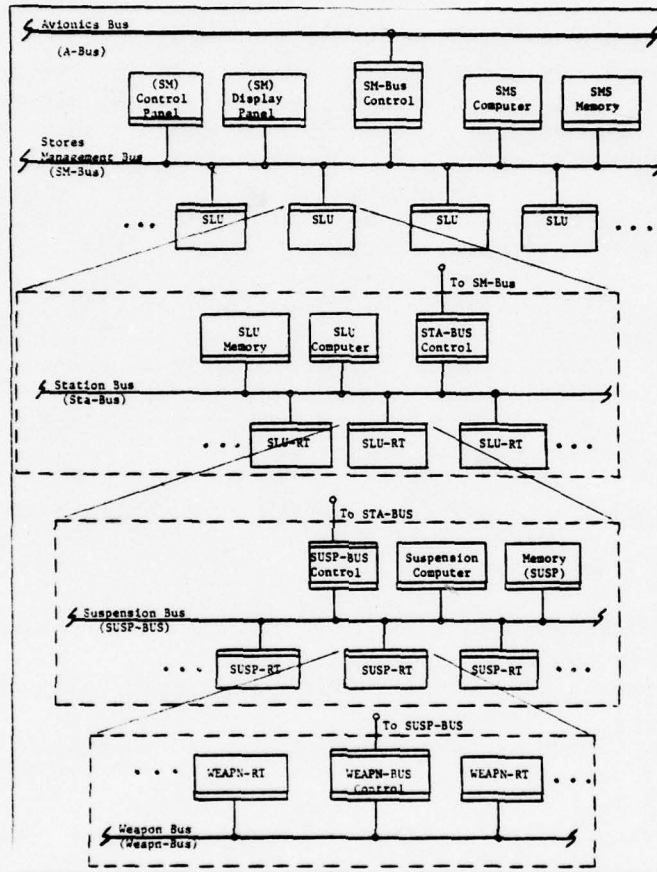 Avionics Bus
(A-Bus)
(SM)
Control
Panel
(SM)
Display
Panel
SM-Bus
Control
SMS
Computer
SMS
Memory
Stores
Management Bus
(SM-Bus)
... SLU SLU SLU SLU ...
To SM-Bus
SLU
Memory
SLU
Computer
STA-BUS
Control
Station Bus
(Sta-Bus)
... SLU-RT SLU-RT SLU-RT ...
To STA-BUS
SUSP-BUS
Control
Suspension
Computer
Memory
(SUSP)
Suspension Bus
(SUSP-BUS)
... SUSP-RT SUSP-RT SUSP-RT ...
To SUSP-BUS
... WEAPN-RT
WEAPN-BUS
Control
WEAPN-RT ...
Weapon Bus
(Weapn-Bus)